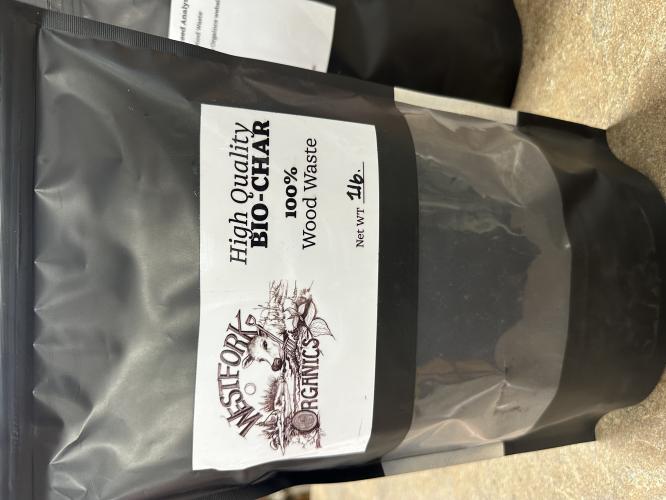 WESTFORK
ORGANICS
High Quality
BIO-CHAR
100%
Wood Waste
Net WT 1lb.